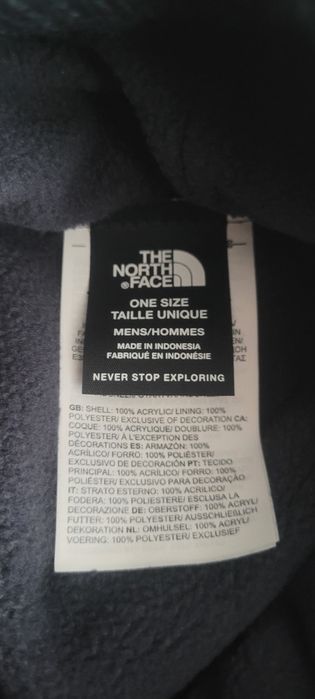 THE
NORTH
FACE
ONE SIZE
TAILLE UNIQUE
MENS/HOMMES
MADE IN INDONESIA
FABRIQUÉ EN INDONÉSIE
NEVER STOP EXPLORING
GB: SHELL: 100% ACRYLIC/ LINING: 100%
POLYESTER/ EXCLUSIVE OF DECORATION CA:
COQUE: 100% ACRYLIQUE/ DOUBLURE: 100%
POLYESTER/ À L'EXCEPTION DES
DÉCORATIONS ES: ARMAZÓN: 100%
ACRÍLICO/ FORRO: 100% POLIÉSTER/
EXCLUSIVO DE DECORACIÓN PT: TECIDO
PRINCIPAL: 100% ACRÍLICO/ FORRO: 100%
POLIÉSTER/ EXCLUSIVO PARA DECORAÇÃO
IT: STRATO ESTERNO: 100% ACRILICO/
FODERA: 100% POLIESTERE/ ESCLUSA LA
DECORAZIONE DE: OBERSTOFF: 100% ACRYL/
FUTTER: 100% POLYESTER/ AUSSCHLIEßLICH
DEKORATION NL: OMHULSEL: 100% ACRYL/
VOERING: 100% POLYESTER/ EXCLUSIEF